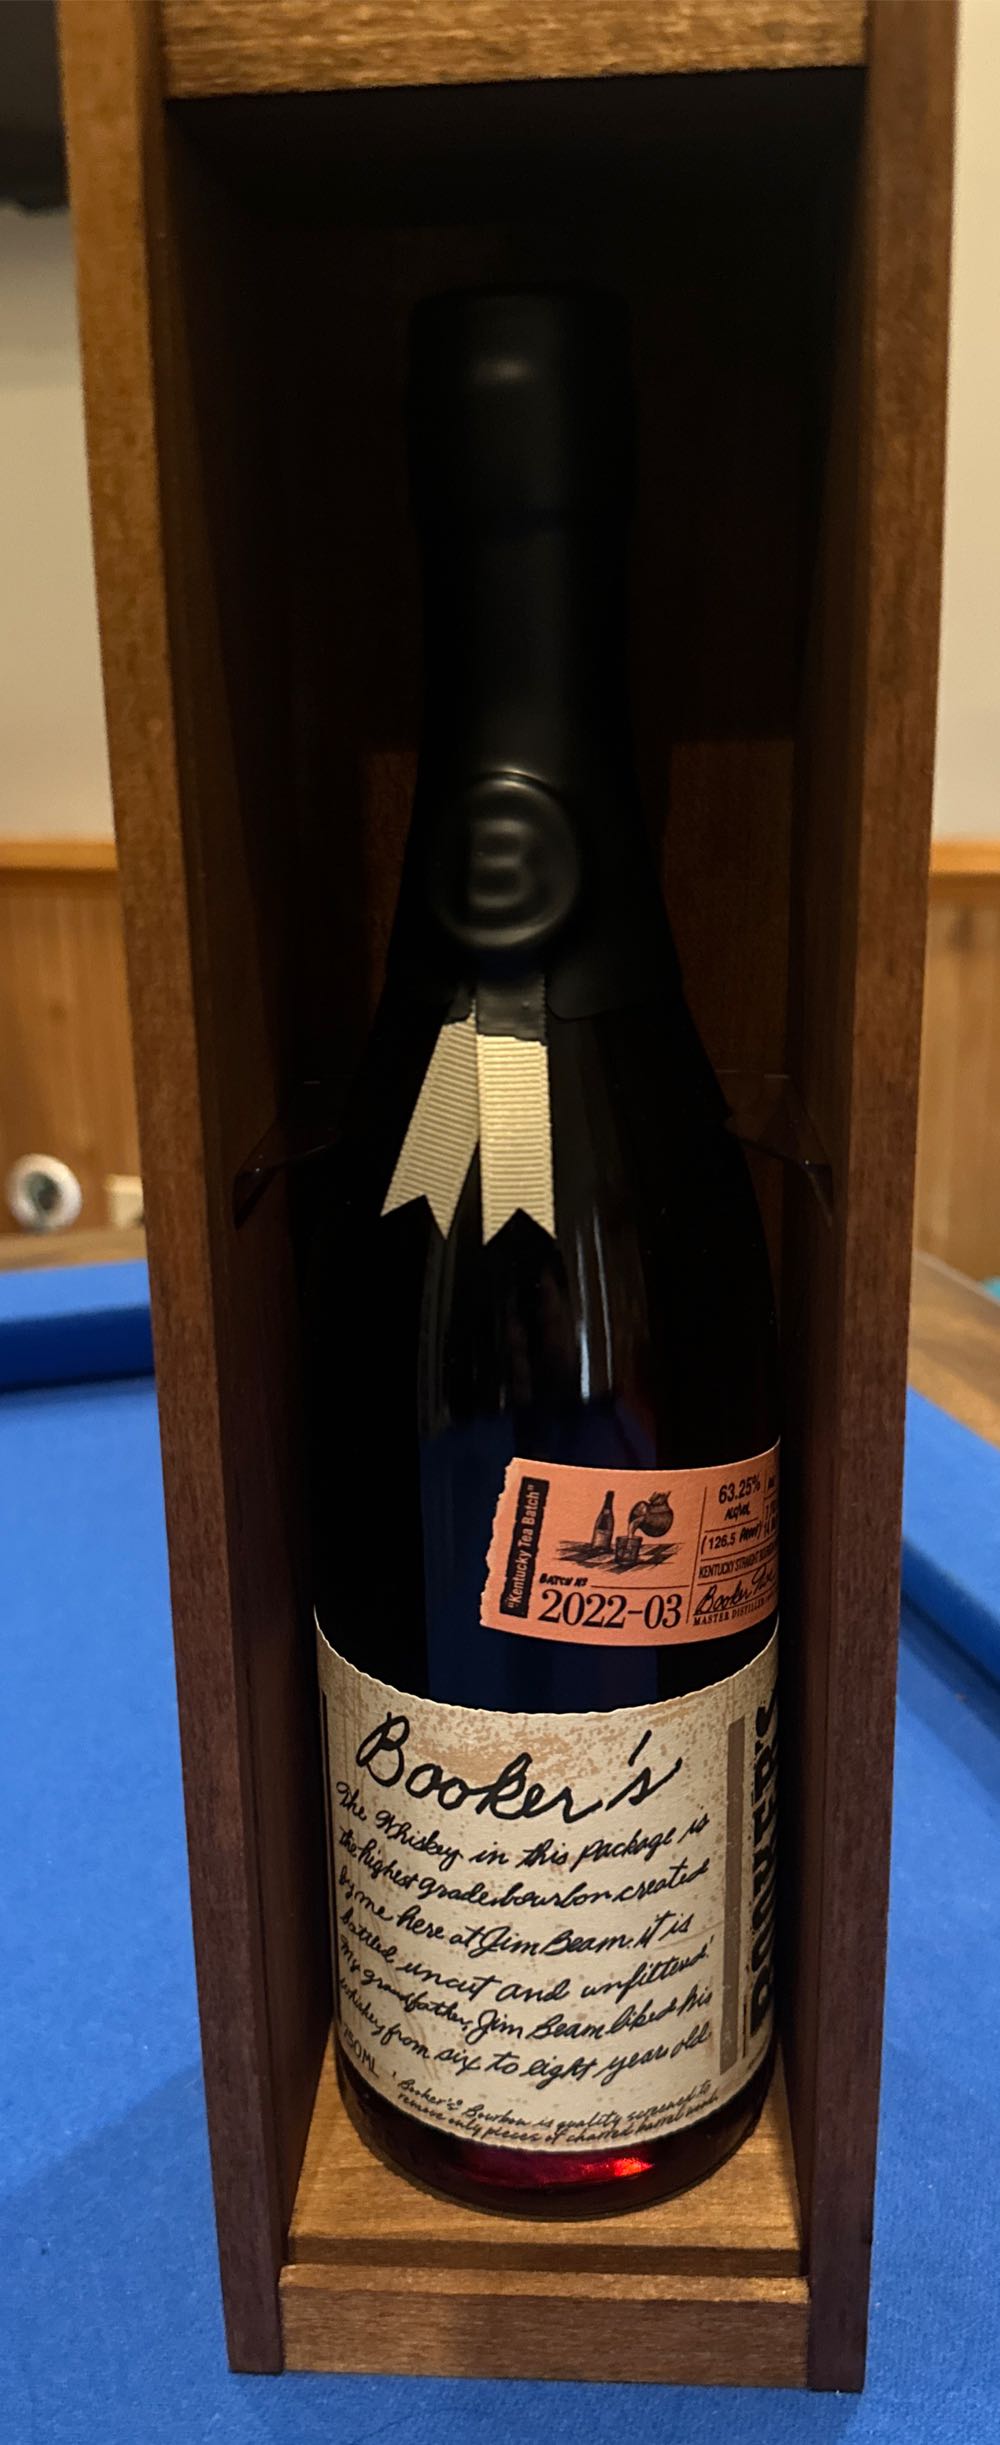 B
"Kentucky Tea Batch"
63.25%
Alc/Vol.
(126.5 Proof)
BATCH Nº
2022-03
KENTUCKY STRAIGHT
Booker
MASTER DISTILLER
Booker's
The Whiskey in this package is
the highest grade bourbon created
by me here at Jim Beam. it is
bottled uncut and unfiltered.'
My grandfather, Jim Beam liked his
whiskey from six to eight years old
750ML
' Booker's® Bourbon is quality screened to
remove only pieces of charred barrel wood.
BOOKER'S